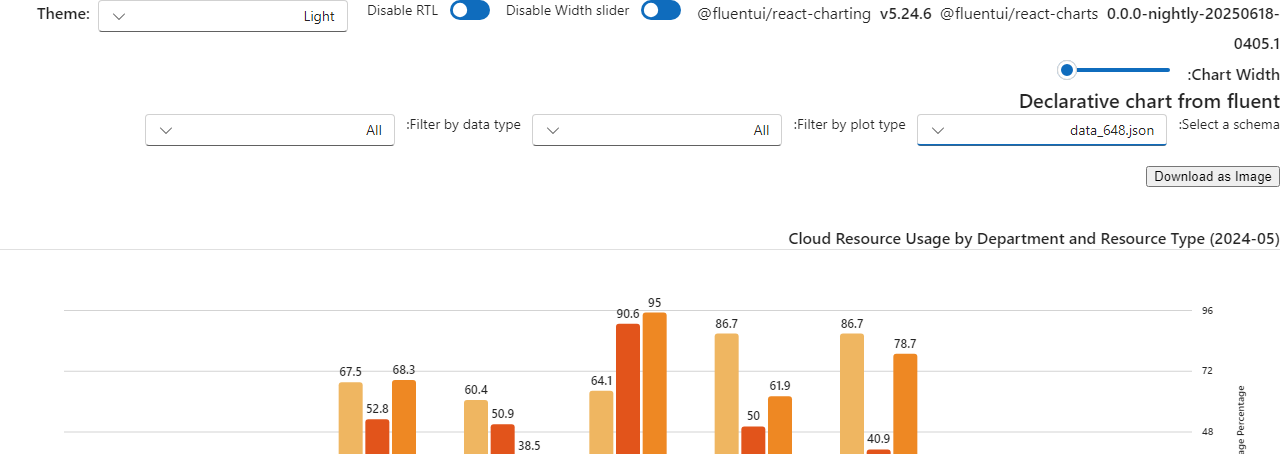 Theme: Light Disable RTL Disable Width slider @fluentui/react-charting v5.24.6 @fluentui/react-charts 0.0.0-nightly-20250618-
0405.1
:Chart Width
Declarative chart from fluent
:Select a schema data_648.json :Filter by plot type All :Filter by data type All
Download as Image
Cloud Resource Usage by Department and Resource Type (2024-05)
95
96
90.6
86.7 86.7
78.7
67.5 68.3 72
64.1
60.4 61.9
52.8 50.9 50
48
38.5 40.9
Percentage